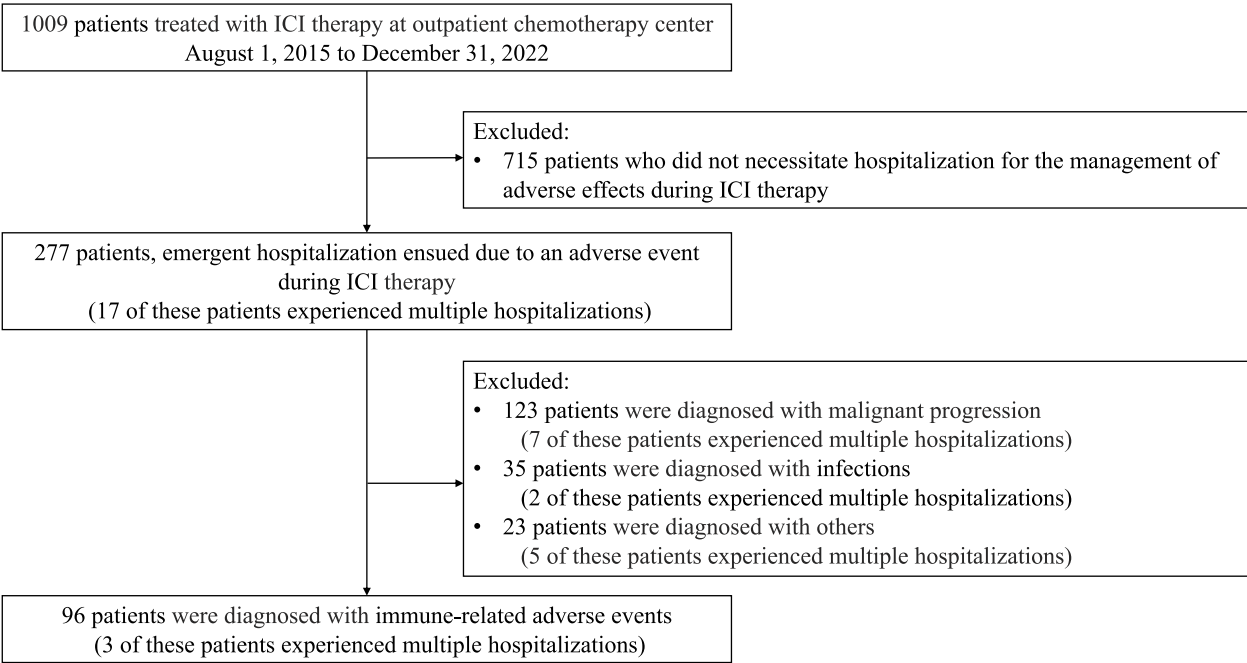 1009 patients treated with ICI therapy at outpatient chemotherapy center
August 1, 2015 to December 31, 2022
Excluded:
• 715 patients who did not necessitate hospitalization for the management of
adverse effects during ICI therapy
277 patients, emergent hospitalization ensued due to an adverse event
during ICI therapy
(17 of these patients experienced multiple hospitalizations)
Excluded:
• 123 patients were diagnosed with malignant progression
(7 of these patients experienced multiple hospitalizations)
• 35 patients were diagnosed with infections
(2 of these patients experienced multiple hospitalizations)
• 23 patients were diagnosed with others
(5 of these patients experienced multiple hospitalizations)
96 patients were diagnosed with immune-related adverse events
(3 of these patients experienced multiple hospitalizations)